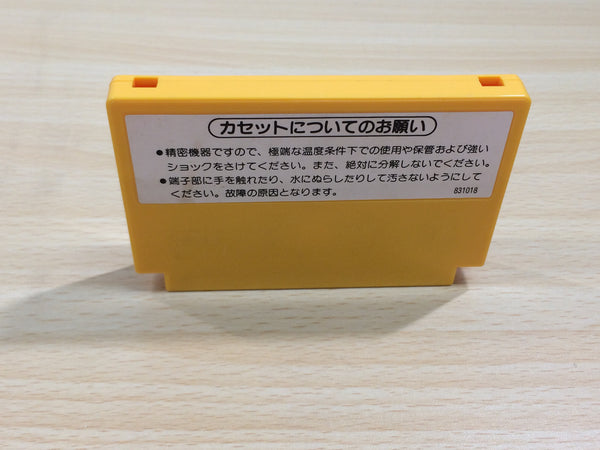 カセットについてのお願い
●精密機器ですので、極端な温度条件下での使用や保管および強い
ショックをさけてください。また、絶対に分解しないでください。
●端子部に手を触れたり、水にぬらしたりして汚さないようにして
ください。故障の原因となります。
831018